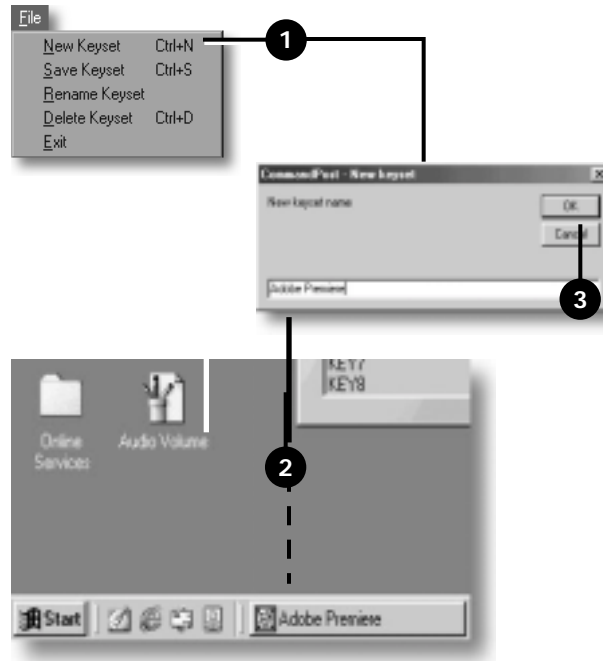 File
New Keyset Ctrl+N
Save Keyset Ctrl+S
Rename Keyset
Delete Keyset Ctrl+D
Exit
1
CommandPost - New keyset
New keyset name
OK
Cancel
Adobe Premiere
3
KEY7
KEY8
Online Services
Audio Volume
2
Start
Adobe Premiere